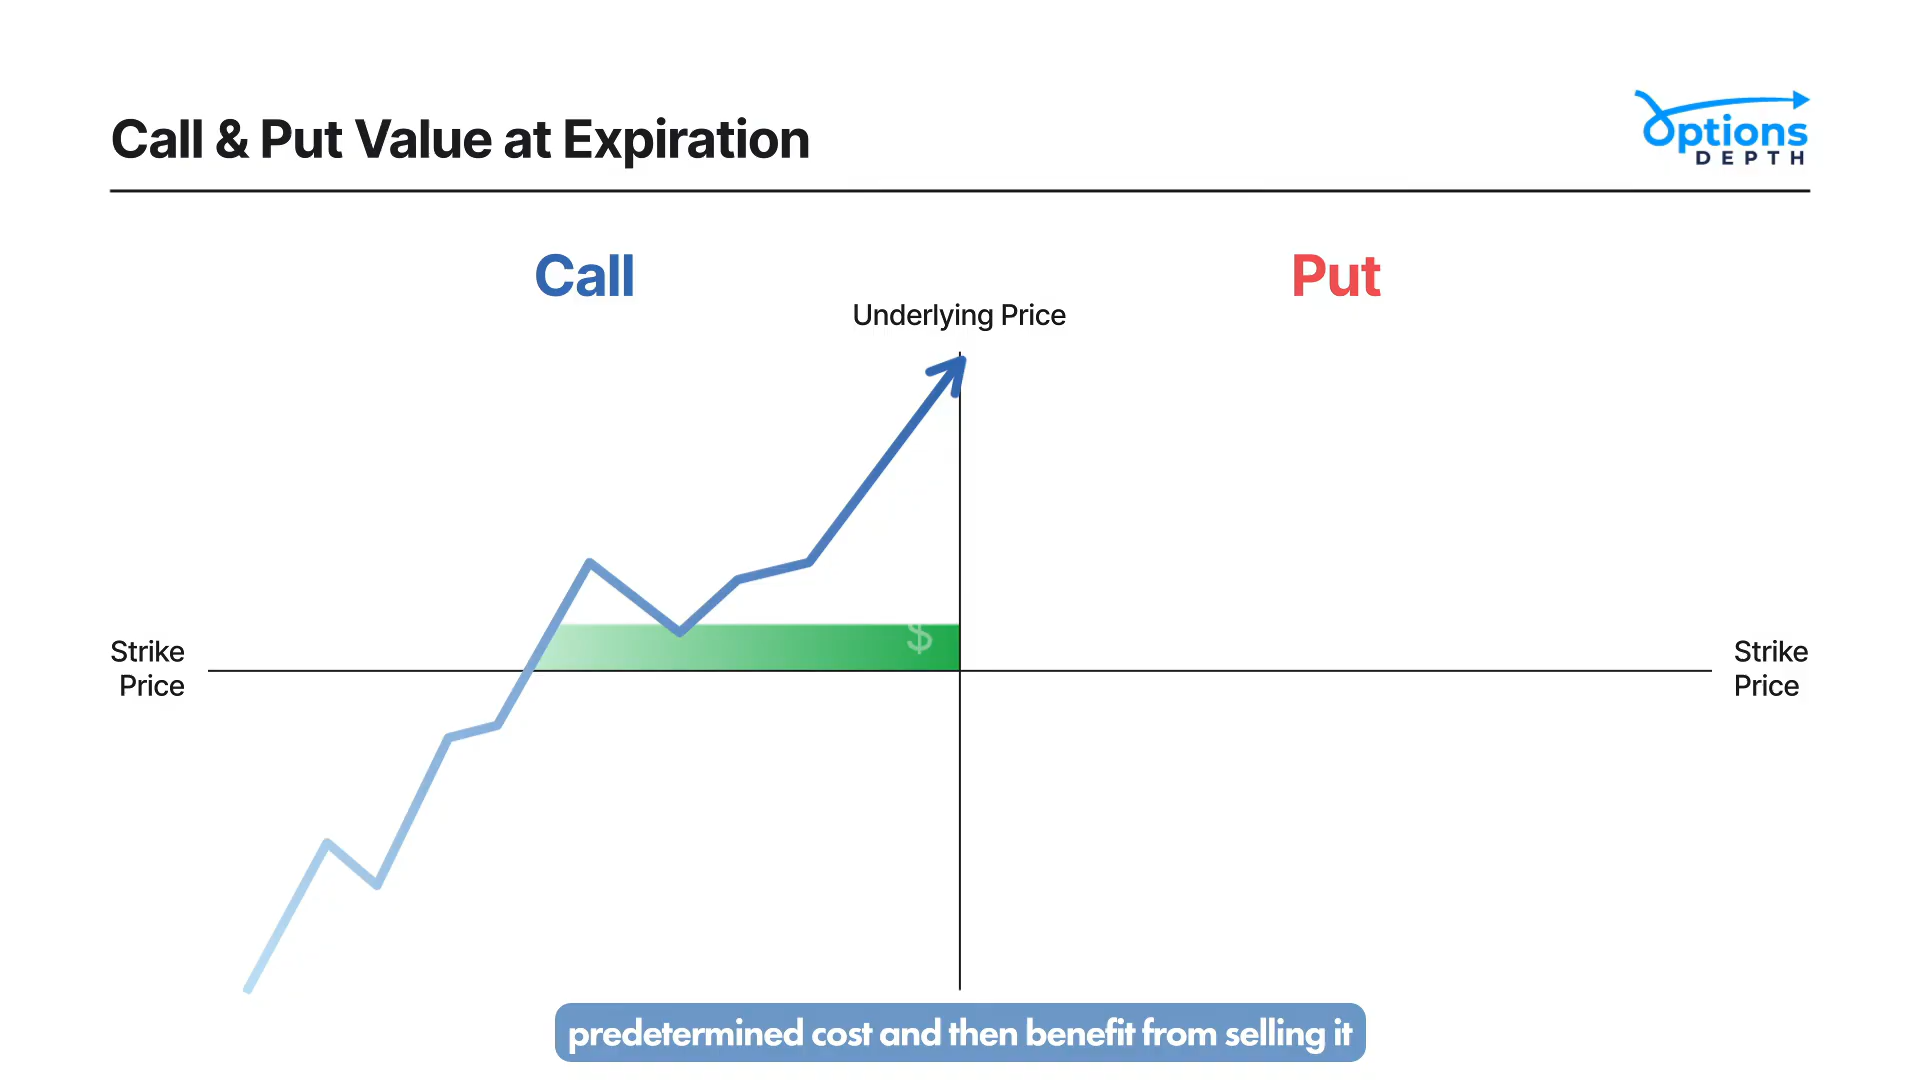 Call & Put Value at Expiration
Options
DEPTH
Call
Put
Underlying Price
$
Strike
Price
Strike
Price
predetermined cost and then benefit from selling it